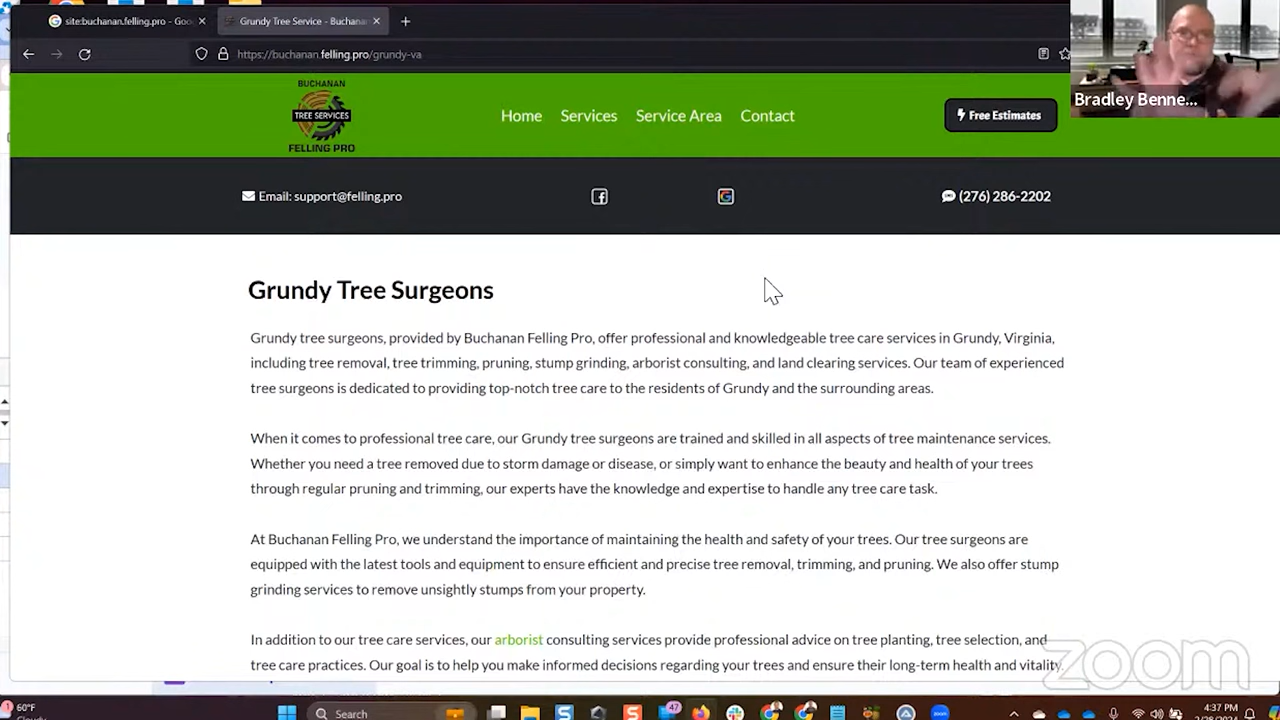 site:buchanan.felling.pro - Goo
Grundy Tree Service - Buchanan
https://buchanan.felling.pro/grundy-va
Bradley Benne...
BUCHANAN
TREE SERVICES
FELLING PRO
Home Services Service Area Contact
Free Estimates
Email: support@felling.pro
(276) 286-2202
Grundy Tree Surgeons
Grundy tree surgeons, provided by Buchanan Felling Pro, offer professional and knowledgeable tree care services in Grundy, Virginia,
including tree removal, tree trimming, pruning, stump grinding, arborist consulting, and land clearing services. Our team of experienced
tree surgeons is dedicated to providing top-notch tree care to the residents of Grundy and the surrounding areas.
When it comes to professional tree care, our Grundy tree surgeons are trained and skilled in all aspects of tree maintenance services.
Whether you need a tree removed due to storm damage or disease, or simply want to enhance the beauty and health of your trees
through regular pruning and trimming, our experts have the knowledge and expertise to handle any tree care task.
At Buchanan Felling Pro, we understand the importance of maintaining the health and safety of your trees. Our tree surgeons are
equipped with the latest tools and equipment to ensure efficient and precise tree removal, trimming, and pruning. We also offer stump
grinding services to remove unsightly stumps from your property.
In addition to our tree care services, our arborist consulting services provide professional advice on tree planting, tree selection, and
tree care practices. Our goal is to help you make informed decisions regarding your trees and ensure their long-term health and vitality.
zoom
60°F
Cloudy
Search
47
4:37 PM
2/28/2024